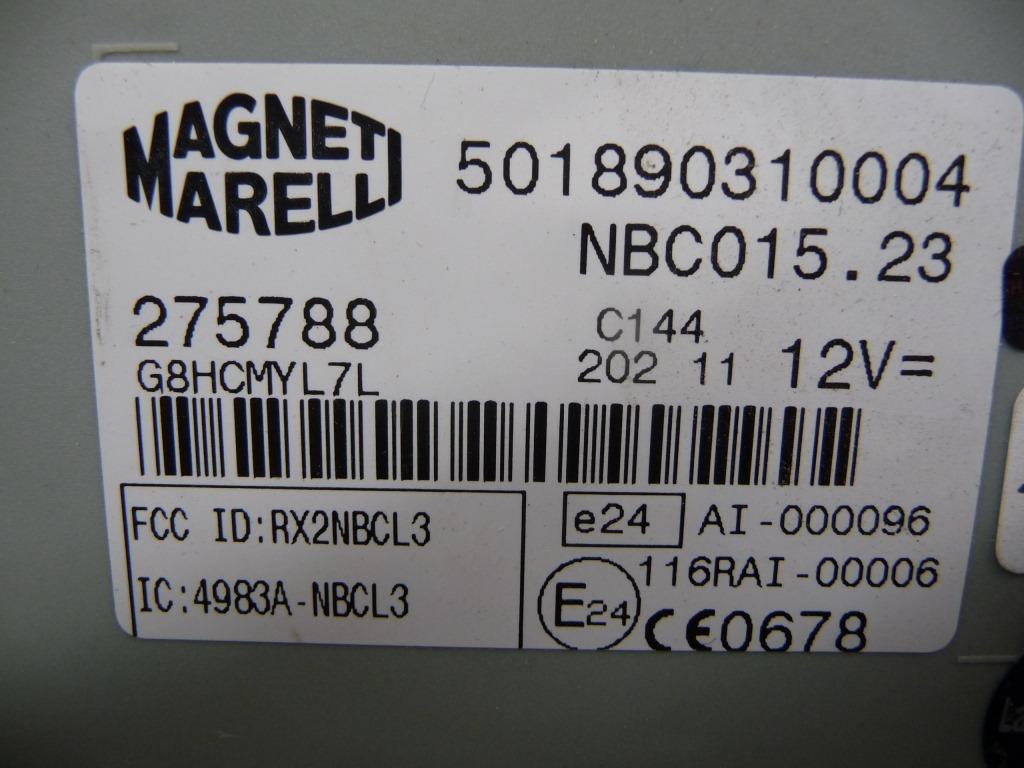 MAGNETI
MARELLI
501890310004
NBC015.23
275788
C144
G8HCMYL7L
202 11 12V=
FCC ID:RX2NBCL3
IC:4983A-NBCL3
e24 AI-000096
116RAI-00006
E24
CE0678